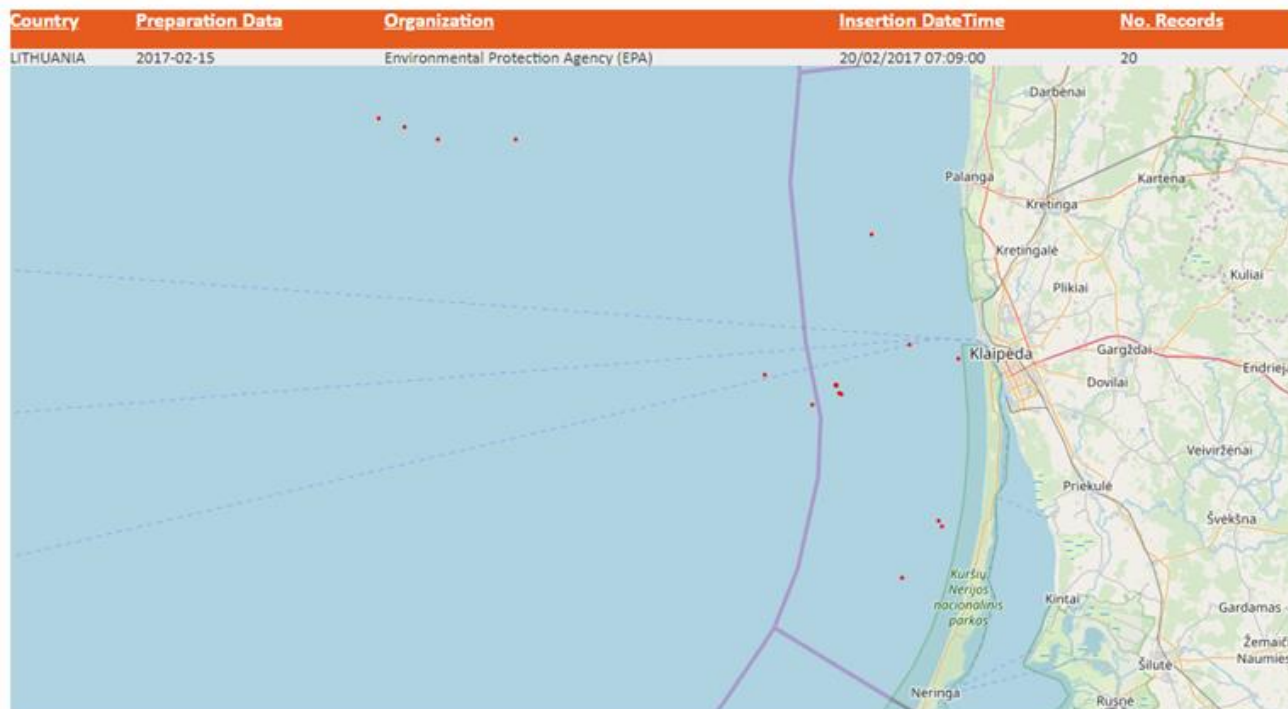 Country Preparation Data Organization Insertion DateTime No. Records
LITHUANIA 2017-02-15 Environmental Protection Agency (EPA) 20/02/2017 07:09:00 20
Darbėnai
Palanga
Kartena
Kretinga
Kretingalė
Kuliai
Plikiai
Klaipėda
Gargždai
Endrieja
Dovilai
Veiviržėnai
Priekulė
Švėkšna
Kuršių
Nerijos
nacionalinis
parkas
Kintai
Gardamas
Žemaič
Naumies
Šilutė
Neringa
Rusnė